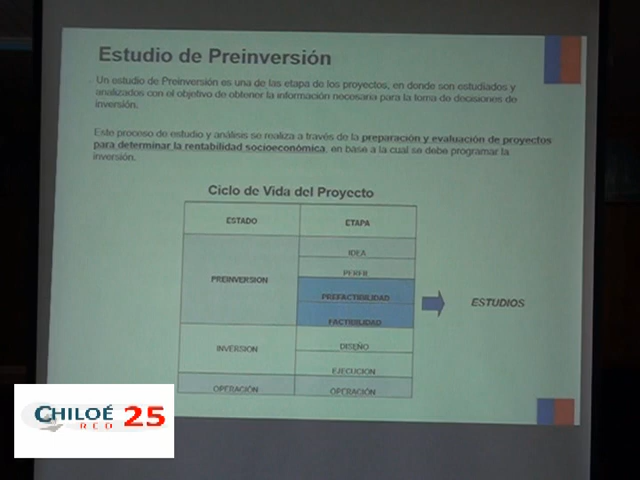 Estudio de Preinversión
Un estudio de Preinversión es una de las etapa de los proyectos, en donde son estudiados y
analizados con el objetivo de obtener la información necesaria para la toma de decisiones de
inversión.
Este proceso de estudio y análisis se realiza a través de la preparación y evaluación de proyectos
para determinar la rentabilidad socioeconómica, en base a la cual se debe programar la
inversión.
Ciclo de Vida del Proyecto
ESTADO ETAPA
IDEA
PERFIL
PREINVERSION
PREFACTIBILIDAD
ESTUDIOS
FACTIBILIDAD
INVERSION
DISEÑO
EJECUCION
OPERACIÓN OPERACIÓN
CHILOÉ 25
RED